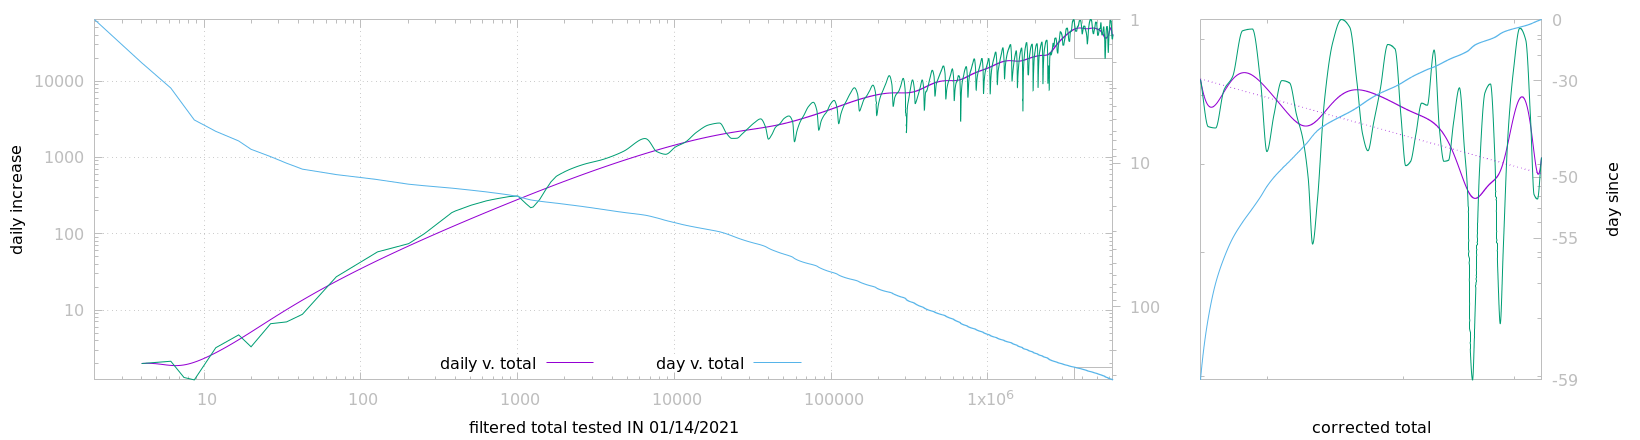 daily increase
10000
1000
100
10
1
10
100
daily v. total
day v. total
10
100
1000
10000
100000
1x10^6
filtered total tested IN 01/14/2021
0
-30
-50
-55
-59
day since
corrected total